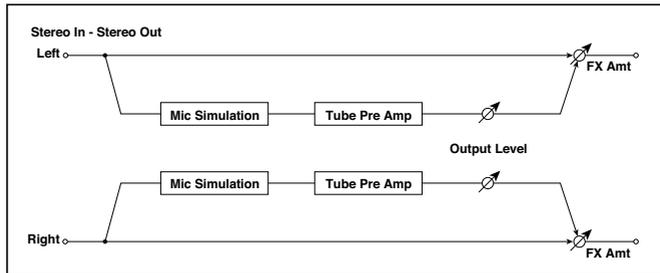 Stereo In - Stereo Out
Left
FX Amt
Mic Simulation
Tube Pre Amp
Output Level
Mic Simulation
Tube Pre Amp
Right
FX Amt